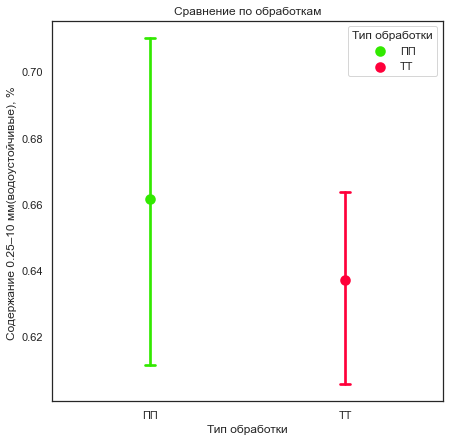 Сравнение по обработкам
Тип обработки
ПП
ТТ
Содержание 0.25–10 мм(водоустойчивые), %
0.70
0.68
0.66
0.64
0.62
ПП
ТТ
Тип обработки